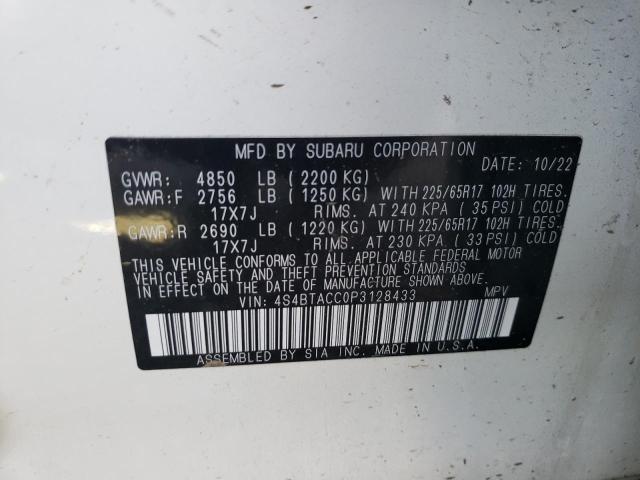 MFD BY SUBARU CORPORATION
DATE: 10/22
GVWR: 4850 LB (2200 KG)
GAWR:F 2756 LB (1250 KG) WITH 225/65R17 102H TIRES.
17X7J RIMS. AT 240 KPA (35 PSI) COLD
GAWR:R 2690 LB (1220 KG) WITH 225/65R17 102H TIRES.
17X7J RIMS. AT 230 KPA (33 PSI) COLD
THIS VEHICLE CONFORMS TO ALL APPLICABLE FEDERAL MOTOR
VEHICLE SAFETY AND THEFT PREVENTION STANDARDS
IN EFFECT ON THE DATE OF MANUFACTURE SHOWN ABOVE.
VIN: 4S4BTACC0P3128433 MPV
ASSEMBLED BY SIA INC. MADE IN U.S.A.